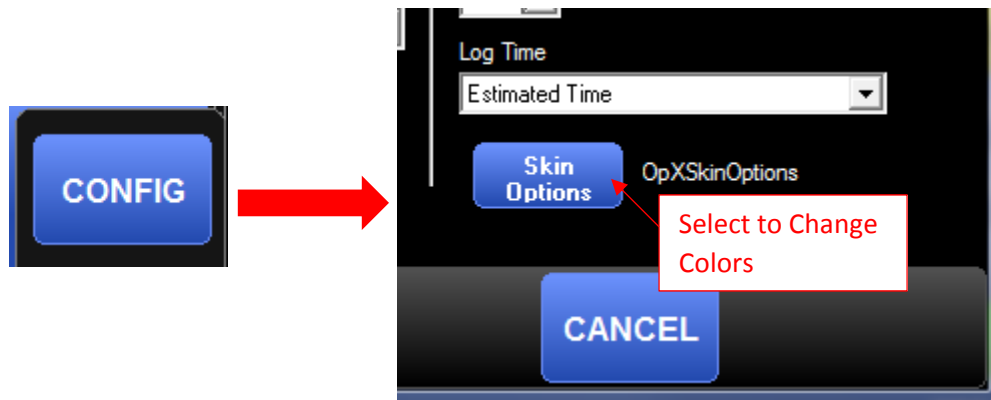 CONFIG
Log Time
Estimated Time
Skin
Options
OpXSkinOptions
Select to Change
Colors
CANCEL